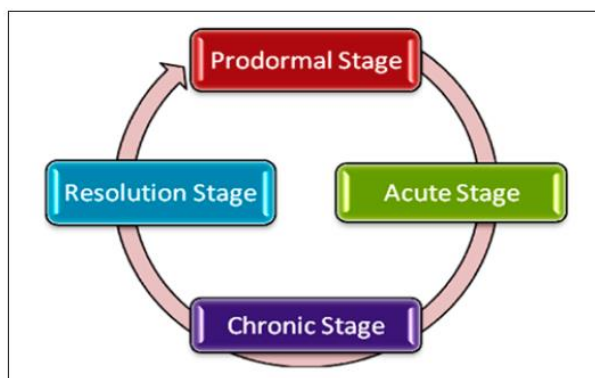 Prodormal Stage
Acute Stage
Chronic Stage
Resolution Stage